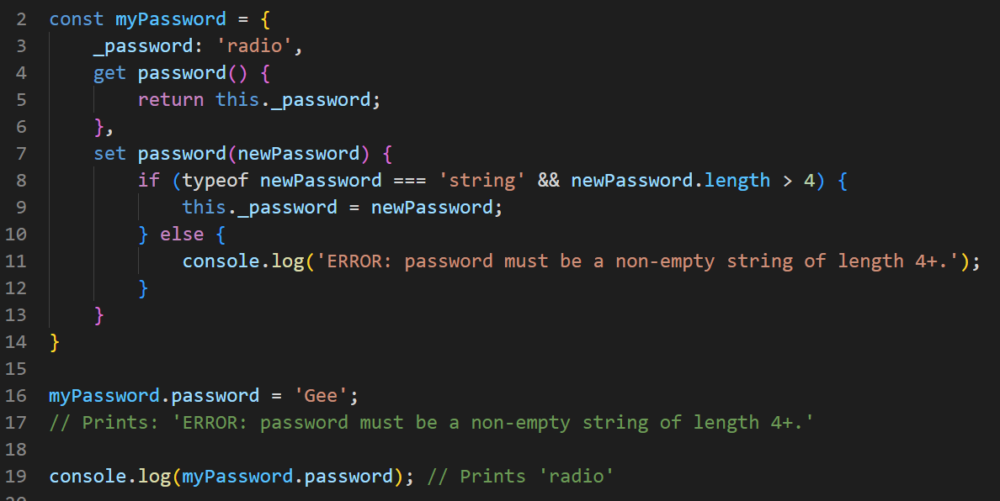 2 const myPassword = {
3     _password: 'radio',
4     get password() {
5         return this._password;
6     },
7     set password(newPassword) {
8         if (typeof newPassword === 'string' && newPassword.length > 4) {
9             this._password = newPassword;
10         } else {
11             console.log('ERROR: password must be a non-empty string of length 4+.');
12         }
13     }
14 }
15
16 myPassword.password = 'Gee';
17 // Prints: 'ERROR: password must be a non-empty string of length 4+.'
18
19 console.log(myPassword.password); // Prints 'radio'